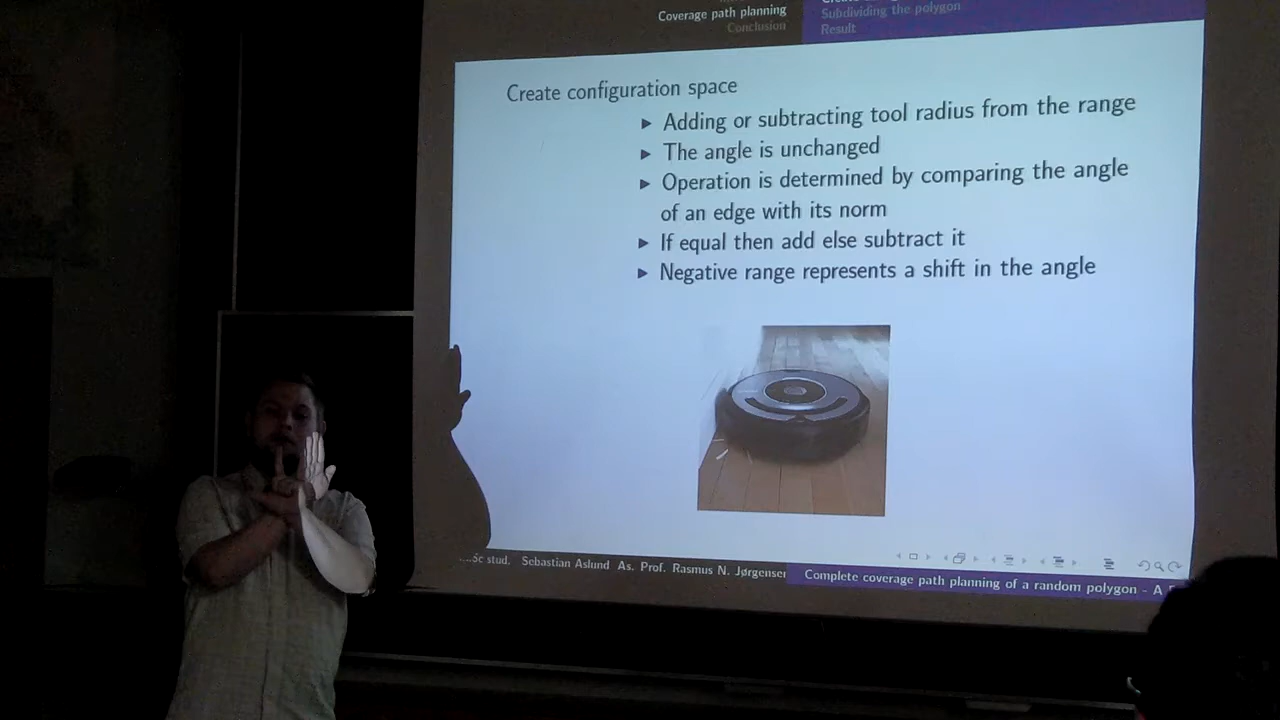 Coverage path planning
Conclusion
Subdividing the polygon
Result
Create configuration space
Adding or subtracting tool radius from the range
The angle is unchanged
Operation is determined by comparing the angle
of an edge with its norm
If equal then add else subtract it
Negative range represents a shift in the angle
stud. Sebastian Aslund As. Prof. Rasmus N. Jørgensen
Complete coverage path planning of a random polygon - A